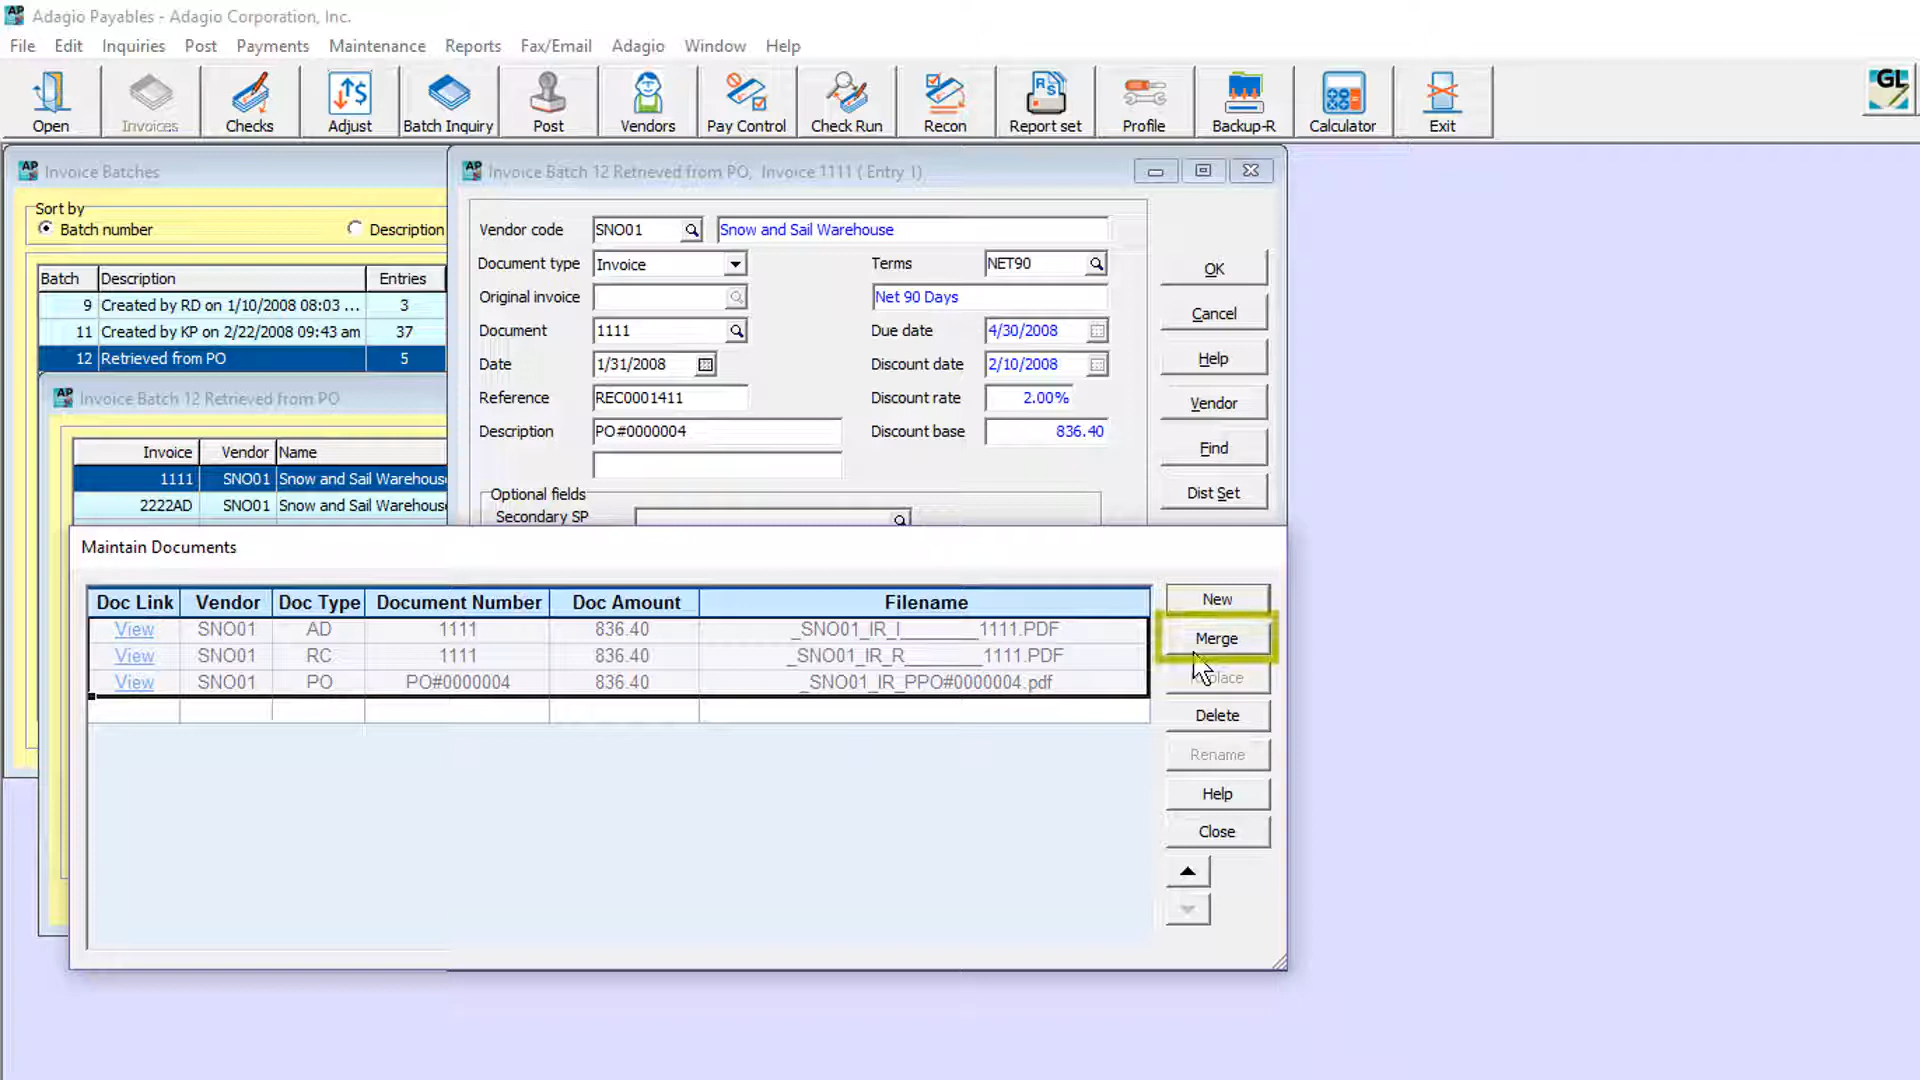 Adagio Payables - Adagio Corporation, Inc.
File Edit Inquiries Post Payments Maintenance Reports Fax/Email Adagio Window Help
Open Invoices Checks Adjust Batch Inquiry Post Vendors Pay Control Check Run Recon Report set Profile Backup-R Calculator Exit
GL
AP Invoice Batches
Sort by
Batch number Description
Batch Description Entries
9 Created by RD on 1/10/2008 08:03 ... 3
11 Created by KP on 2/22/2008 09:43 am 37
12 Retrieved from PO 5
AP Invoice Batch 12 Retrieved from PO
Invoice Vendor Name
1111 SNO01 Snow and Sail Warehouse
2222AD SNO01 Snow and Sail Warehouse
AP Invoice Batch 12 Retrieved from PO, Invoice 1111 ( Entry 1)
Vendor code SNO01 Snow and Sail Warehouse
Document type Invoice Terms NET90
Original invoice Net 90 Days
Document 1111 Due date 4/30/2008
Date 1/31/2008 Discount date 2/10/2008
Reference REC0001411 Discount rate 2.00%
Description PO#0000004 Discount base 836.40
Optional fields
Secondary SP
OK
Cancel
Help
Vendor
Find
Dist Set
Maintain Documents
Doc Link Vendor Doc Type Document Number Doc Amount Filename
View SNO01 AD 1111 836.40 _SNO01_IR_I________1111.PDF
View SNO01 RC 1111 836.40 _SNO01_IR_R________1111.PDF
View SNO01 PO PO#0000004 836.40 _SNO01_IR_PPO#0000004.pdf
New
Merge
Delete
Rename
Help
Close